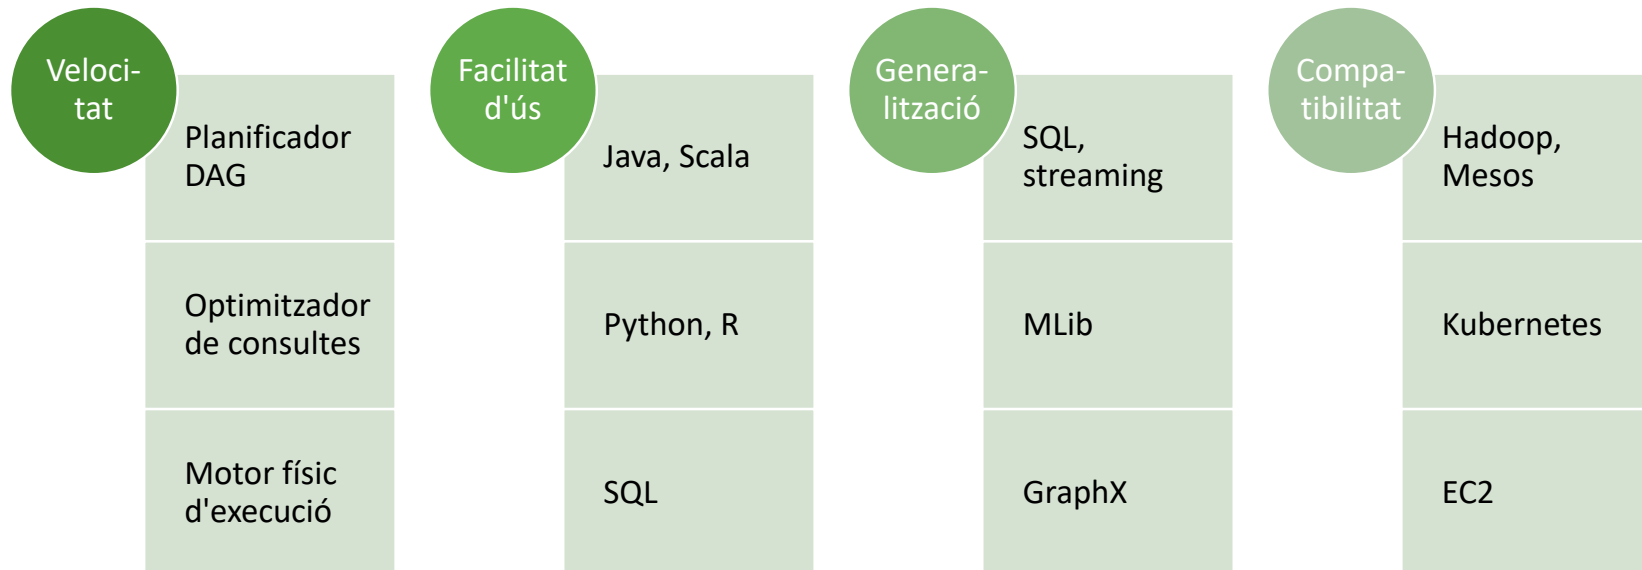 Veloci-
tat
Planificador
DAG
Optimitzador
de consultes
Motor físic
d'execució
Facilitat
d'ús
Java, Scala
Python, R
SQL
Genera-
lització
SQL,
streaming
MLib
GraphX
Compa-
tibilitat
Hadoop,
Mesos
Kubernetes
EC2